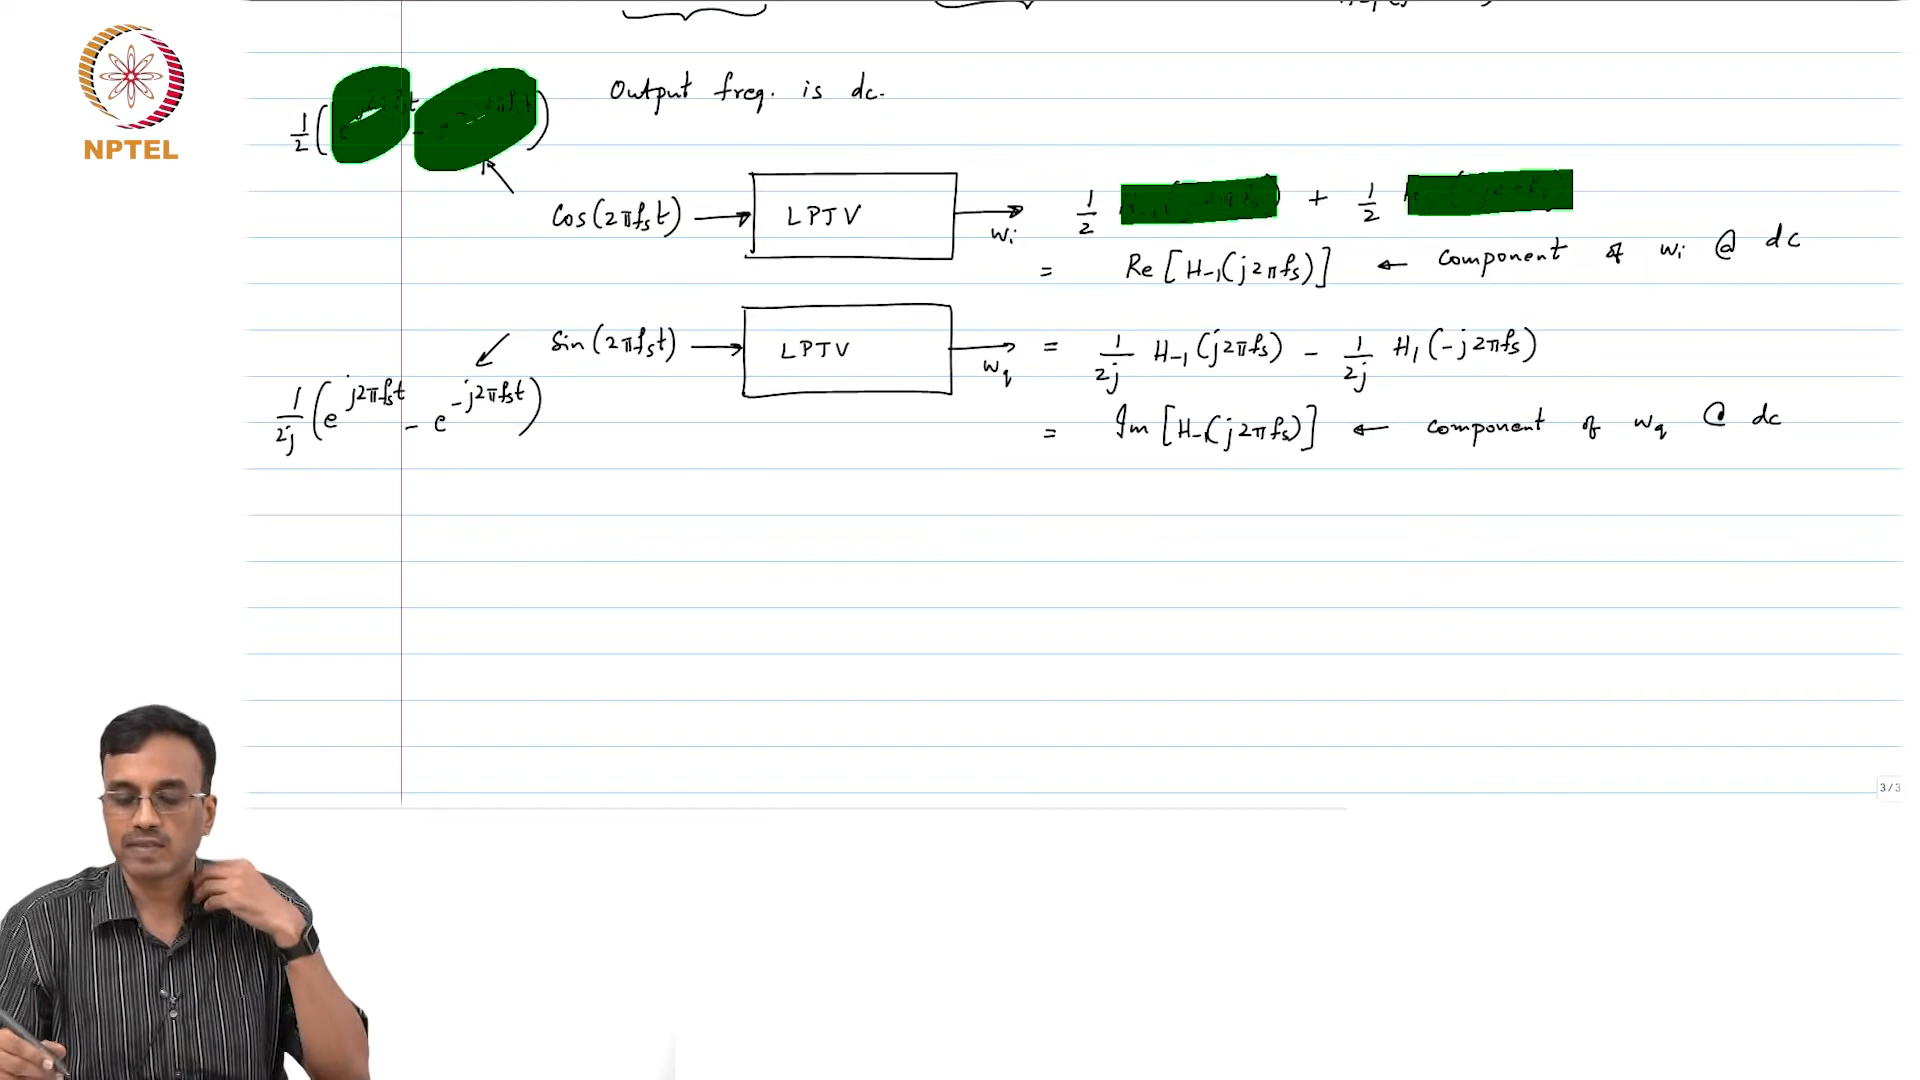 NPTEL
Output freq. is dc.
1/2 ( - )
cos(2πfₛt) → LPTV → wᵢ 1/2 + 1/2
= Re[H₋₁(j2πfₛ)] ← component of wᵢ @ dc
sin(2πfₛt) → LPTV → w_q = 1/2j H₋₁(j2πfₛ) - 1/2j H₁(-j2πfₛ)
1/2j (e^{j2πfₛt} - e^{-j2πfₛt})
= Im[H₋₁(j2πfₛ)] ← component of w_q @ dc
3/3